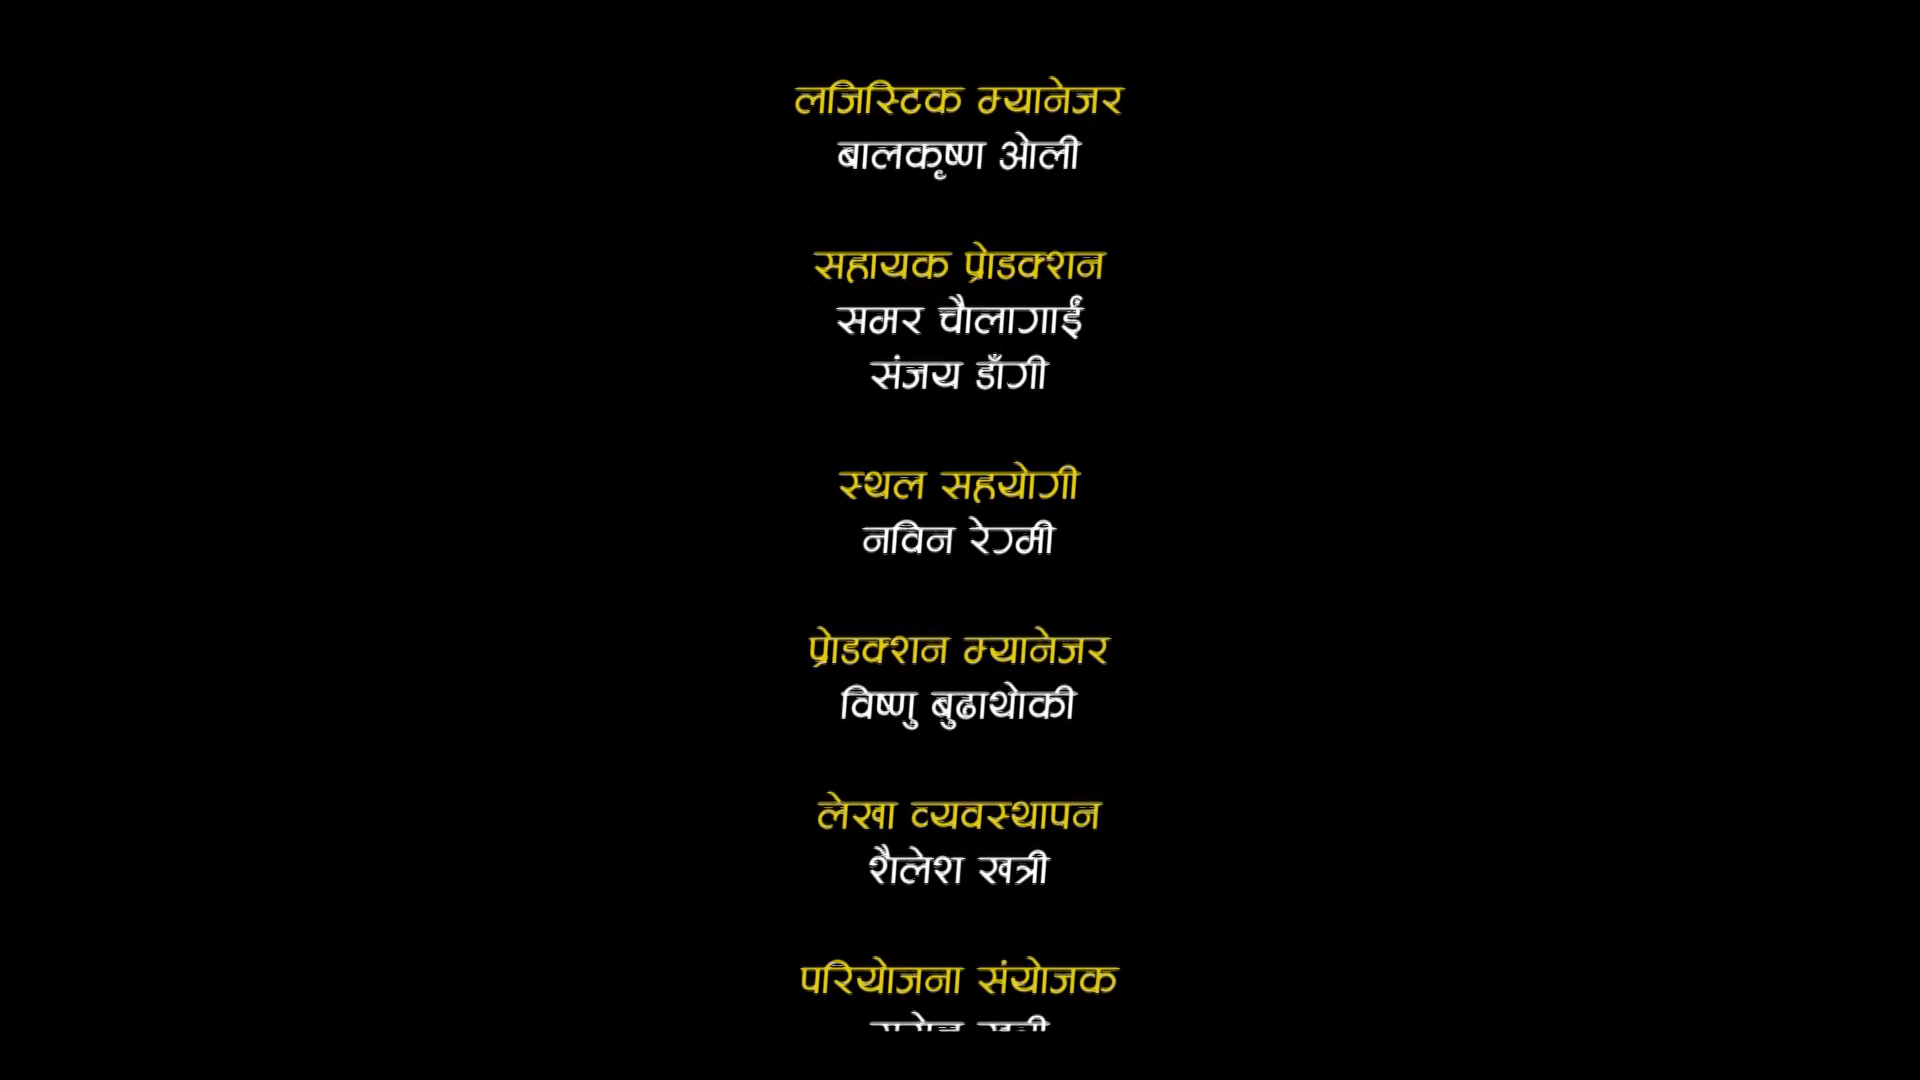 लजिस्टिक म्यानेजर
बालकृष्ण ओली
सहायक प्रोडक्शन
समर चौलागाईं
संजय डाँगी
स्थल सहयोगी
नविन रेग्मी
प्रोडक्शन म्यानेजर
विष्णु बुढाथोकी
लेखा व्यवस्थापन
शैलेश खत्री
परियोजना संयोजक